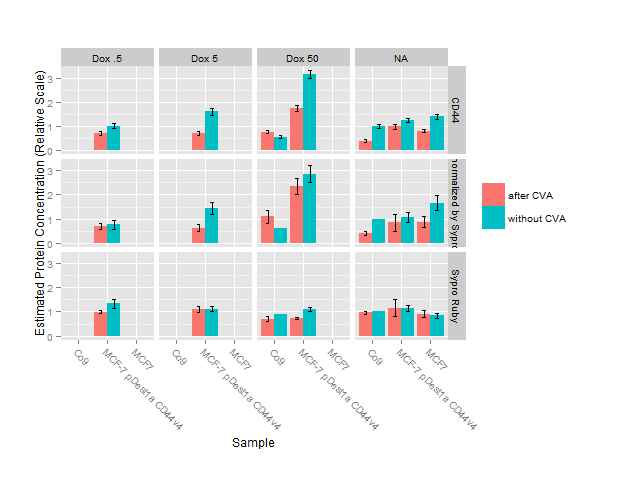 Dox .5 Dox 5 Dox 50 NA
Estimated Protein Concentration (Relative Scale)
3
2
1
0
CD44
3
2
1
0
normalized by Sypro
3
2
1
0
Sypro Ruby
Co9 MCF-7 pDest1a CD44v4 MCF7 Co9 MCF-7 pDest1a CD44v4 MCF7 Co9 MCF-7 pDest1a CD44v4 MCF7 Co9 MCF-7 pDest1a CD44v4 MCF7
Sample
after CVA
without CVA